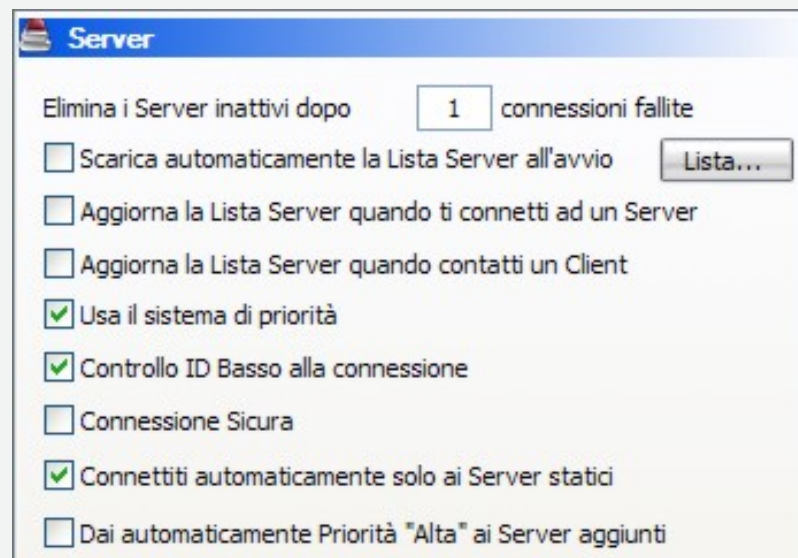 Server
Elimina i Server inattivi dopo 1 connessioni fallite
Scarica automaticamente la Lista Server all'avvio Lista...
Aggiorna la Lista Server quando ti connetti ad un Server
Aggiorna la Lista Server quando contatti un Client
Usa il sistema di priorità
Controllo ID Basso alla connessione
Connessione Sicura
Connettiti automaticamente solo ai Server statici
Dai automaticamente Priorità "Alta" ai Server aggiunti